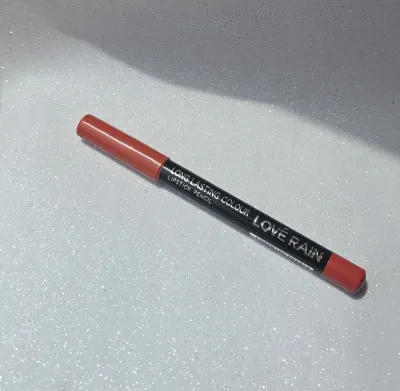 LONG LASTING COLOUR
LIPSTICK PENCIL
LOVE RAIN